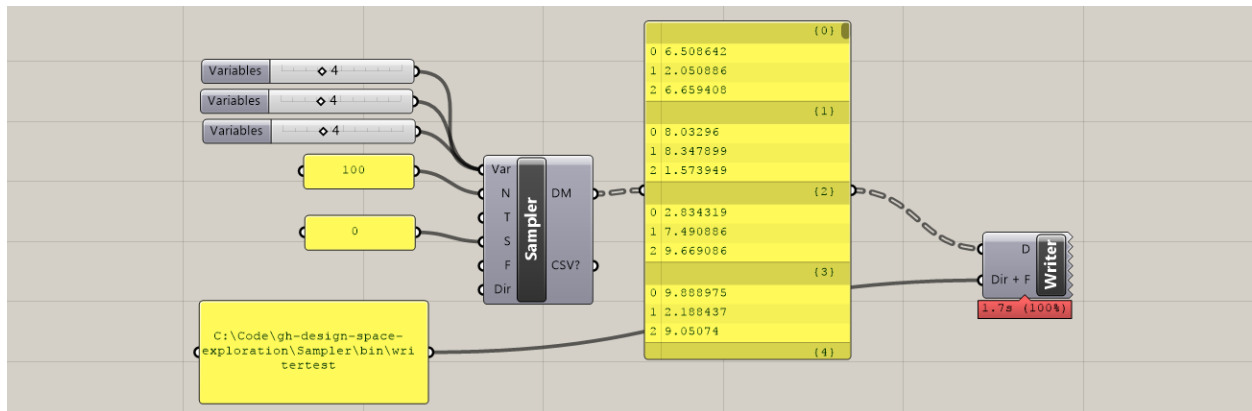 Variables 4
Variables 4
Variables 4
100
0
C:\Code\gh-design-space-
exploration\Sampler\bin\wri
tertest
Var
N
T
S
F
Dir
Sampler
DM
CSV?
{0}
0 6.508642
1 2.050886
2 6.659408
{1}
0 8.03296
1 8.347899
2 1.573949
{2}
0 2.834319
1 7.490886
2 9.669086
{3}
0 9.888975
1 2.188437
2 9.05074
{4}
D
Dir + F
Writer
1.7s (100%)